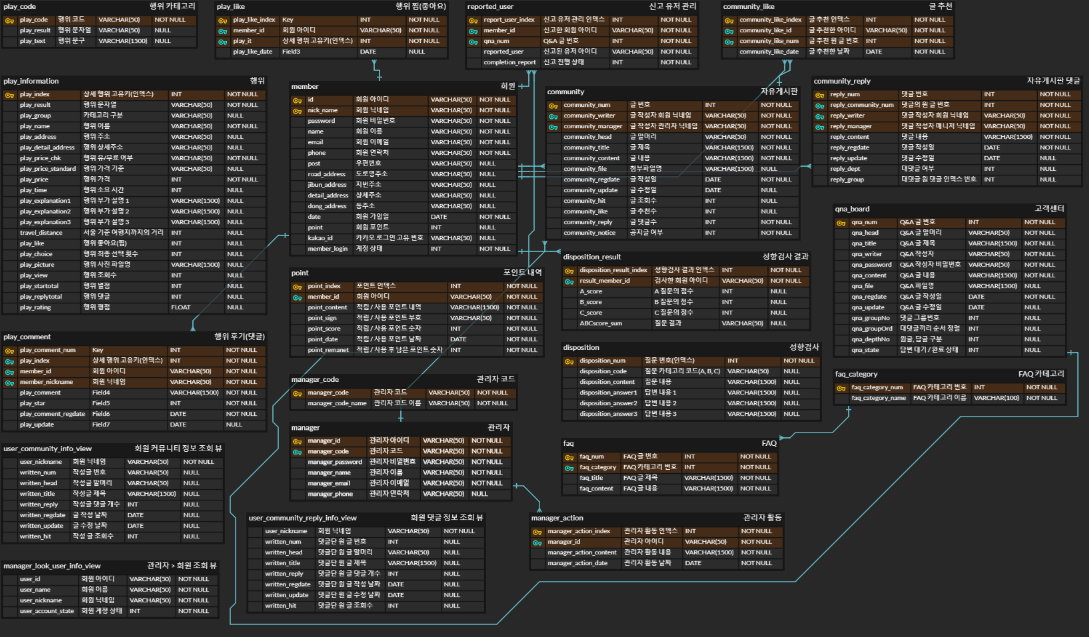 play_code 행위 카테고리
play_code 행위 코드 VARCHAR(50) NOT NULL
play_result 행위 문자열 VARCHAR(50) NULL
play_text 행위 문구 VARCHAR(1500) NULL
play_like 행위 찜(좋아요)
play_like_index Key INT NOT NULL
member_id 회원 아이디 VARCHAR(50) NOT NULL
play_it 상세 행위 고유키(인덱스) INT NOT NULL
play_like_date Field3 DATE NULL
reported_user 신고 유저 관리
report_user_index 신고 유저 관리 인덱스 INT NOT NULL
member_id 신고한 회원 아이디 VARCHAR(50) NOT NULL
qna_num Q&A 글 번호 INT NOT NULL
reported_user 신고된 유저 아이디 VARCHAR(50) NOT NULL
completion_report 신고 진행 상태 INT NOT NULL
community_like 글 추천
community_like_index 글 추천 인덱스 INT NOT NULL
community_like_id 글 추천한 아이디 VARCHAR(50) NOT NULL
community_like_num 글 추천 원 글 번호 INT NOT NULL
community_like_date 글 추천한 날짜 DATE NOT NULL
play_information 행위
play_index 상세 행위 고유키(인덱스) INT NOT NULL
play_result 행위 문자열 VARCHAR(50) NOT NULL
play_group 카테고리 구분 VARCHAR(50) NULL
play_name 행위 이름 VARCHAR(50) NOT NULL
play_address 행위 주소 VARCHAR(50) NULL
play_detail_address 행위 상세주소 VARCHAR(50) NULL
play_price_chk 행위 유/무료 여부 VARCHAR(50) NOT NULL
play_price_standard 행위 가격 기준 VARCHAR(50) NULL
play_price 행위 가격 INT NOT NULL
play_time 행위 소요 시간 INT NULL
play_explanation1 행위 부가 설명 1 VARCHAR(1500) NULL
play_explanation2 행위 부가 설명 2 VARCHAR(1500) NULL
play_explanation3 행위 부가 설명 3 VARCHAR(1500) NULL
travel_distance 서울 기준 여행지까지의 거리 INT NULL
play_like 행위 좋아요(찜) INT NULL
play_choice 행위 최종 선택 횟수 INT NULL
play_picture 행위 사진 파일명 VARCHAR(1500) NULL
play_view 행위 조회수 INT NULL
play_startotal 행위 별점 INT NULL
play_replytotal 행위 댓글 INT NULL
play_rating 행위 평점 FLOAT NULL
member 회원
id 회원 아이디 VARCHAR(50) NOT NULL
nick_name 회원 닉네임 VARCHAR(50) NOT NULL
password 회원 비밀번호 VARCHAR(50) NULL
name 회원 이름 VARCHAR(50) NULL
email 회원 이메일 VARCHAR(50) NULL
phone 회원 연락처 VARCHAR(50) NULL
post 우편번호 VARCHAR(50) NULL
road_address 도로명주소 VARCHAR(50) NULL
jibun_address 지번주소 VARCHAR(50) NULL
detail_address 상세주소 VARCHAR(50) NULL
dong_address 동주소 VARCHAR(50) NULL
date 회원 가입일 DATE NOT NULL
point 회원 포인트 INT NULL
kakao_id 카카오 로그인 고유 번호 VARCHAR(50) NULL
member_login 계정 상태 INT NOT NULL
community 자유게시판
community_num 글 번호 INT NOT NULL
community_writer 글 작성자 회원 닉네임 VARCHAR(50) NULL
community_manager 글 작성자 관리자 닉네임 VARCHAR(50) NULL
community_head 글 말머리 VARCHAR(50) NULL
community_title 글 제목 VARCHAR(1500) NOT NULL
community_content 글 내용 VARCHAR(1500) NOT NULL
community_file 첨부파일명 VARCHAR(1500) NULL
community_regdate 글 작성일 DATE NOT NULL
community_update 글 수정일 DATE NULL
community_hit 글 조회수 INT NULL
community_like 글 추천수 INT NULL
community_reply 글 댓글수 INT NULL
community_notice 공지글 여부 INT NOT NULL
community_reply 자유게시판 댓글
reply_num 댓글 번호 INT NOT NULL
reply_community_num 댓글의 원 글 번호 INT NOT NULL
reply_writer 댓글 작성자 회원 닉네임 VARCHAR(50) NULL
reply_manager 댓글 작성자 매니저 닉네임 VARCHAR(50) NULL
reply_content 댓글 내용 VARCHAR(1500) NOT NULL
reply_regdate 댓글 작성일 DATE NOT NULL
reply_update 댓글 수정일 DATE NULL
reply_dept 대댓글 여부 INT NULL
reply_group 대댓글 원 댓글 인덱스 번호 INT NULL
qna_board 고객센터
qna_num Q&A 글 번호 INT NOT NULL
qna_head Q&A 글 말머리 VARCHAR(50) NULL
qna_title Q&A 글 제목 VARCHAR(1500) NOT NULL
qna_writer Q&A 작성자 VARCHAR(50) NOT NULL
qna_password Q&A 작성자 비밀번호 VARCHAR(50) NOT NULL
qna_content Q&A 글 내용 VARCHAR(1500) NULL
qna_file Q&A 파일명 VARCHAR(1500) NULL
qna_regdate Q&A 글 작성일 DATE NOT NULL
qna_update Q&A 글 수정일 DATE NULL
qna_groupNo 댓글 그룹번호 INT NULL
qna_groupOrd 대댓글끼리 순서 정렬 INT NULL
qna_depthNo 원글, 답글 구분 INT NULL
qna_state 답변 대기/완료 상태 INT NOT NULL
disposition_result 성향검사 결과
disposition_result_index 성향검사 결과 인덱스 INT NOT NULL
result_member_id 검사한 회원 아이디 VARCHAR(50) NOT NULL
A_score A 질문의 점수 INT NULL
B_score B 질문의 점수 INT NULL
C_score C 질문의 점수 INT NULL
ABCscore_sum 질문 결과 VARCHAR(50) NULL
point 포인트 내역
point_index 포인트 인덱스 INT NOT NULL
member_id 회원 아이디 VARCHAR(50) NOT NULL
point_content 적립/사용 포인트 내역 VARCHAR(1500) NULL
point_sign 적립/사용 포인트 부호 VARCHAR(50) NULL
point_score 적립/사용 포인트 숫자 INT NULL
point_date 적립/사용 포인트 날짜 DATE NULL
point_remanet 적립/사용 후 남은 포인트 숫자 INT NULL
play_comment 행위 후기(댓글)
play_comment_num Key INT NOT NULL
play_index 상세 행위 고유키(인덱스) INT NOT NULL
member_id 회원 아이디 VARCHAR(50) NOT NULL
member_nickname 회원 닉네임 VARCHAR(50) NOT NULL
play_comment Field4 VARCHAR(1500) NULL
play_star Field5 INT NULL
play_comment_regdate Field6 DATE NOT NULL
play_update Field7 DATE NULL
disposition 성향검사
disposition_num 질문 번호(인덱스) INT NOT NULL
disposition_code 질문 카테고리 코드(A, B, C) VARCHAR(50) NULL
disposition_content 질문 내용 VARCHAR(1500) NULL
disposition_answer1 답변 내용 1 VARCHAR(1500) NULL
disposition_answer2 답변 내용 2 VARCHAR(1500) NULL
disposition_answer3 답변 내용 3 VARCHAR(1500) NULL
faq_category FAQ 카테고리
faq_category_num FAQ 카테고리 번호 INT NOT NULL
faq_category_name FAQ 카테고리 이름 VARCHAR(100) NOT NULL
manager_code 관리자 코드
manager_code 관리자 코드 VARCHAR(50) NOT NULL
manager_code_name 관리자 코드 이름 VARCHAR(50) NOT NULL
manager 관리자
manager_id 관리자 아이디 VARCHAR(50) NOT NULL
manager_code 관리자 코드 VARCHAR(50) NOT NULL
manager_password 관리자 비밀번호 VARCHAR(50) NOT NULL
manager_name 관리자 이름 VARCHAR(50) NOT NULL
manager_email 관리자 이메일 VARCHAR(50) NOT NULL
manager_phone 관리자 연락처 VARCHAR(50) NULL
faq FAQ
faq_num FAQ 글 번호 INT NOT NULL
faq_category FAQ 카테고리 번호 INT NOT NULL
faq_title FAQ 글 제목 VARCHAR(1500) NOT NULL
faq_content FAQ 글 내용 VARCHAR(1500) NOT NULL
user_community_info_view 회원 커뮤니티 정보 조회 뷰
user_nickname 회원 닉네임 VARCHAR(50) NOT NULL
written_num 작성글 번호 VARCHAR(50) NULL
written_head 작성글 말머리 VARCHAR(50) NULL
written_title 작성글 제목 VARCHAR(1500) NULL
written_reply 작성글 댓글 개수 INT NULL
written_regdate 글 작성 날짜 DATE NULL
written_update 글 수정 날짜 DATE NULL
written_hit 작성 글 조회수 INT NULL
user_community_reply_info_view 회원 댓글 정보 조회 뷰
user_nickname 회원 닉네임 VARCHAR(50) NOT NULL
written_num 댓글단 원 글 번호 INT NULL
written_head 댓글단 원 글 말머리 VARCHAR(50) NULL
written_title 댓글단 원 글 제목 VARCHAR(1500) NULL
written_reply 댓글단 원 글 댓글 개수 INT NULL
written_regdate 댓글단 원 글 작성 날짜 DATE NULL
written_update 댓글단 원 글 수정 날짜 DATE NULL
written_hit 댓글단 원 글 조회수 INT NULL
manager_action 관리자 활동
manager_action_index 관리자 활동 인덱스 INT NOT NULL
manager_id 관리자 아이디 VARCHAR(50) NOT NULL
manager_action_content 관리자 활동 내용 VARCHAR(1500) NOT NULL
manager_action_date 관리자 활동 날짜 DATE NOT NULL
manager_look_user_info_view 관리자 > 회원 조회 뷰
user_id 회원 아이디 VARCHAR(50) NOT NULL
user_name 회원 이름 VARCHAR(50) NOT NULL
user_nickname 회원 닉네임 VARCHAR(50) NOT NULL
user_account_state 회원 계정 상태 INT NOT NULL